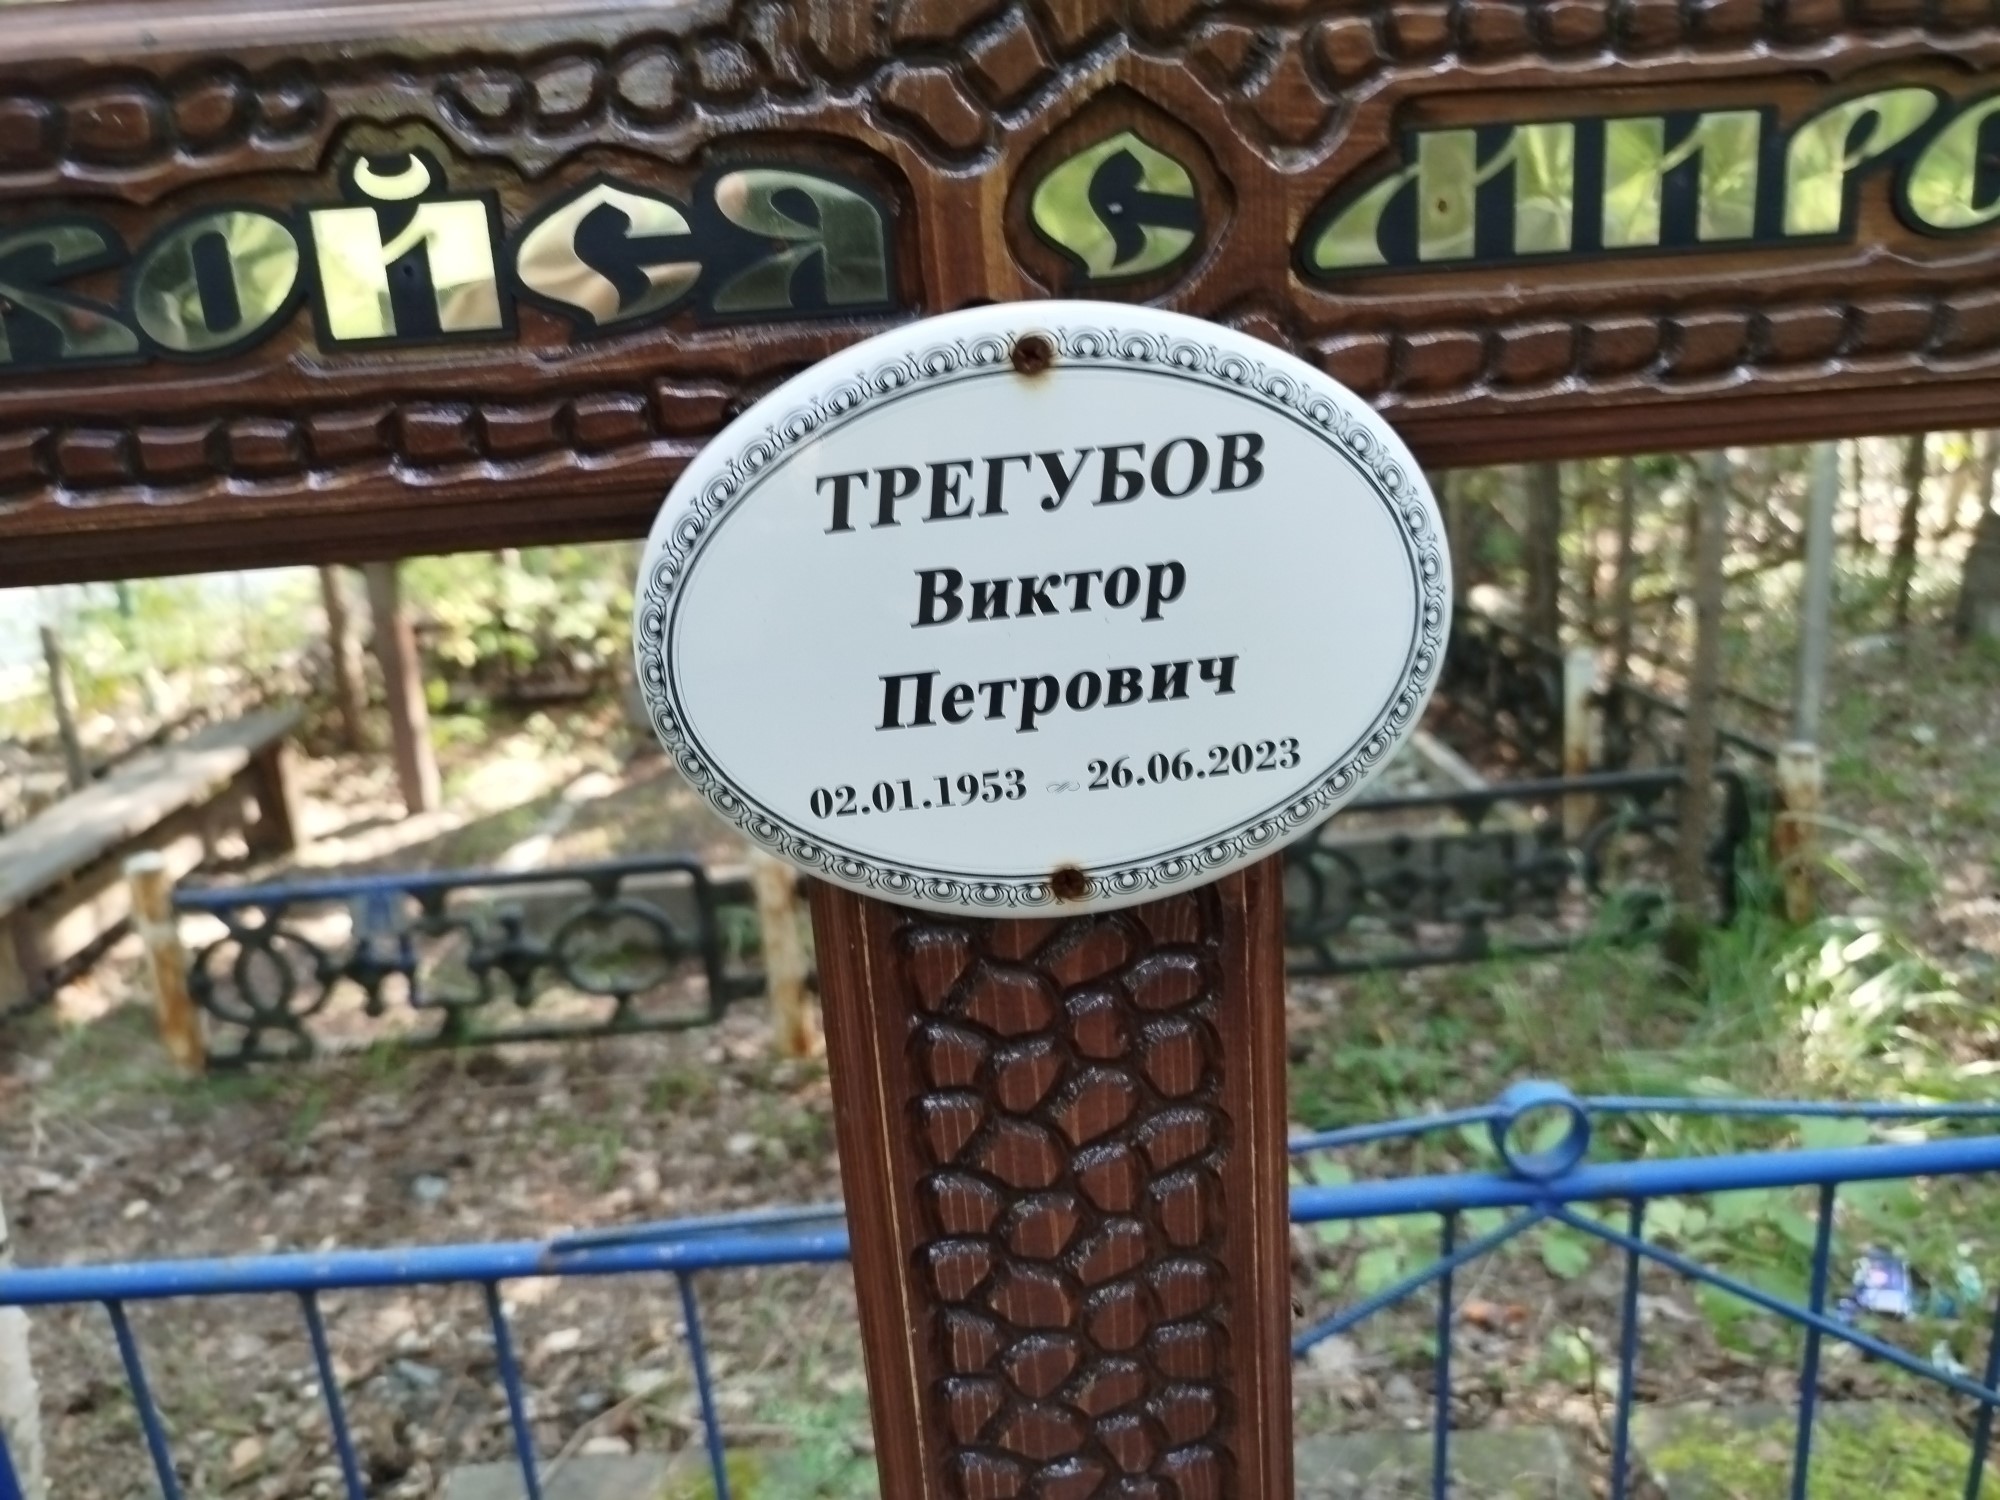 койся с миро
ТРЕГУБОВ
Виктор
Петрович
02.01.1953 26.06.2023